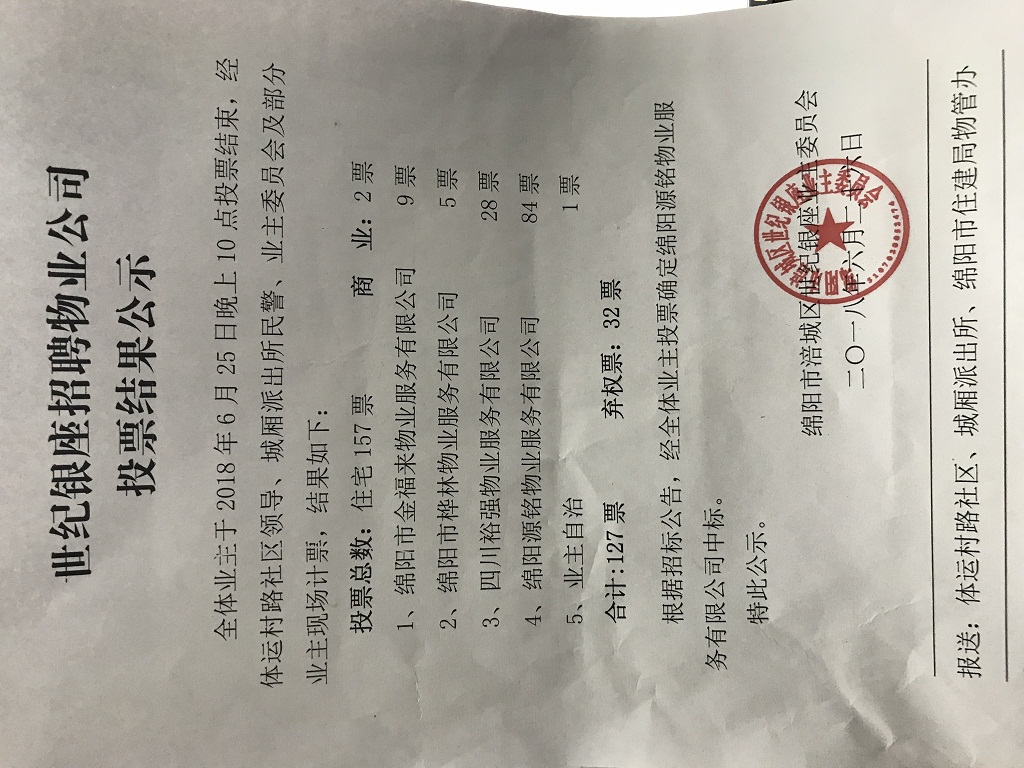 世纪银座招聘物业公司
投票结果公示
全体业主于2018年6月25日晚上10点投票结束，经
体运村路社区领导、城厢派出所民警、业主委员会及部分
业主现场计票，结果如下：
投票总数：住宅157票 商 业：2票
1、绵阳市金福来物业服务有限公司 9票
2、绵阳市桦林物业服务有限公司 5票
3、四川裕强物业服务有限公司 28票
4、绵阳源铭物业服务有限公司 84票
5、业主自治 1票
合计:127票 弃权票：32票
根据招标公告，经全体业主投票确定绵阳源铭物业服
务有限公司中标。
特此公示。
绵阳市涪城区世纪银座业主委员会
二〇一八年六月二十六日
5107030053474
报送：体运村路社区、城厢派出所、绵阳市住建局物管办